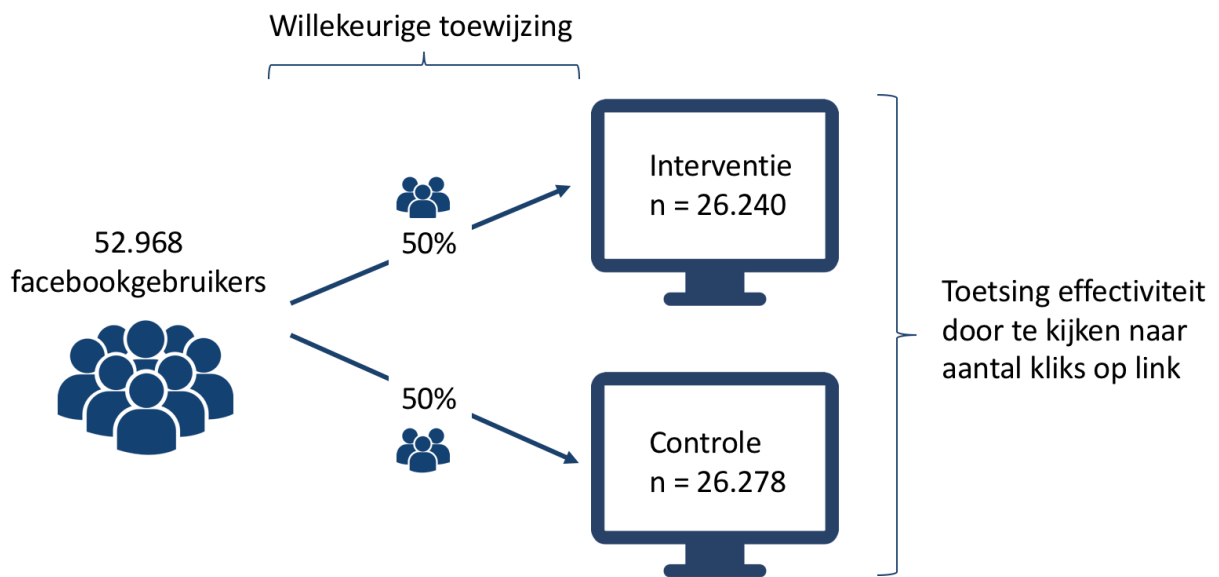 Willekeurige toewijzing
52.968
facebookgebruikers
50%
50%
Interventie
n = 26.240
Controle
n = 26.278
Toetsing effectiviteit
door te kijken naar
aantal kliks op link